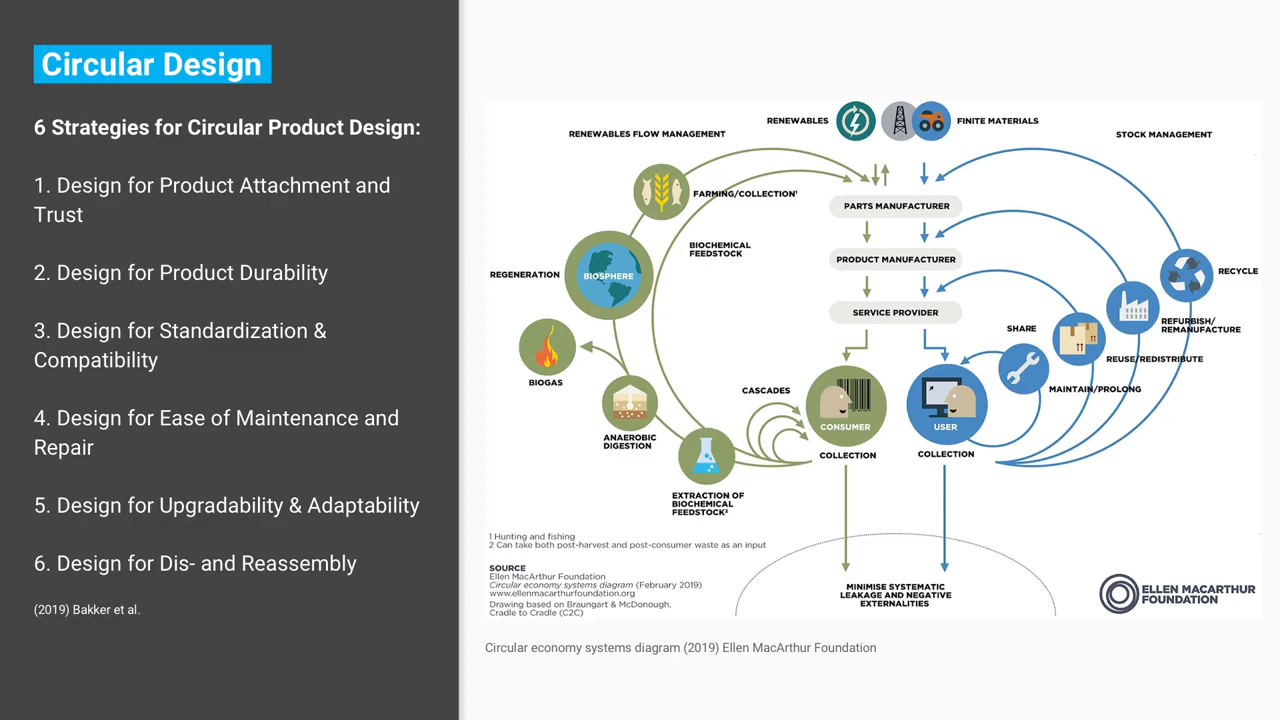 Circular Design
6 Strategies for Circular Product Design:
1. Design for Product Attachment and
Trust
2. Design for Product Durability
3. Design for Standardization &
Compatibility
4. Design for Ease of Maintenance and
Repair
5. Design for Upgradability & Adaptability
6. Design for Dis- and Reassembly
(2019) Bakker et al.
RENEWABLES FLOW MANAGEMENT
RENEWABLES
FINITE MATERIALS
STOCK MANAGEMENT
FARMING/COLLECTION¹
PARTS MANUFACTURER
BIOCHEMICAL
FEEDSTOCK
PRODUCT MANUFACTURER
REGENERATION
BIOSPHERE
RECYCLE
SERVICE PROVIDER
SHARE
REFURBISH/
REMANUFACTURE
REUSE/REDISTRIBUTE
BIOGAS
CASCADES
MAINTAIN/PROLONG
CONSUMER
USER
ANAEROBIC
DIGESTION
COLLECTION
COLLECTION
EXTRACTION OF
BIOCHEMICAL
FEEDSTOCK²
1 Hunting and fishing
2 Can take both post-harvest and post-consumer waste as an input
SOURCE
Ellen MacArthur Foundation
Circular economy systems diagram (February 2019)
www.ellenmacarthurfoundation.org
Drawing based on Braungart & McDonough,
Cradle to Cradle (C2C)
MINIMISE SYSTEMATIC
LEAKAGE AND NEGATIVE
EXTERNALITIES
ELLEN MACARTHUR
FOUNDATION
Circular economy systems diagram (2019) Ellen MacArthur Foundation